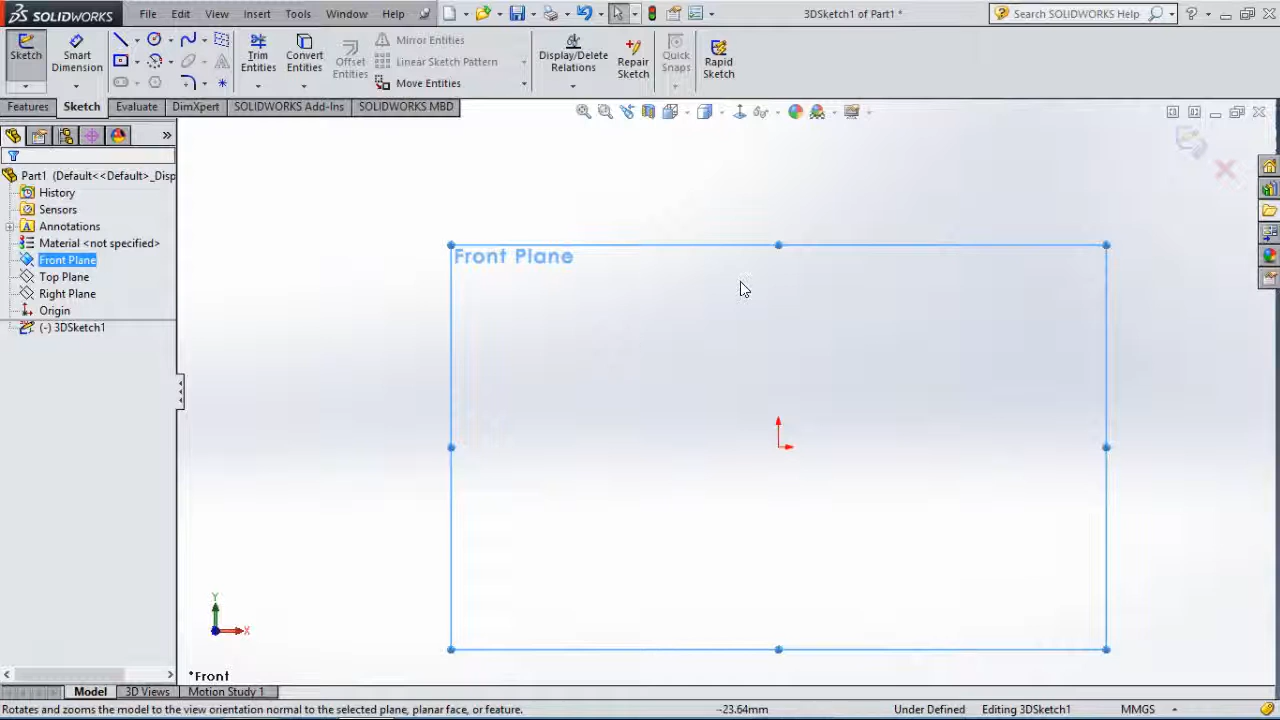 SOLIDWORKS
File
Edit
View
Insert
Tools
Window
Help
3DSketch1 of Part1 *
Search SOLIDWORKS Help
?
Sketch
Smart
Dimension
Trim
Entities
Convert
Entities
Offset
Entities
Mirror Entities
Linear Sketch Pattern
Move Entities
Display/Delete
Relations
Repair
Sketch
Quick
Snaps
Rapid
Sketch
Features
Sketch
Evaluate
DimXpert
SOLIDWORKS Add-Ins
SOLIDWORKS MBD
Part1 (Default<<Default>_Disp
History
Sensors
Annotations
Material <not specified>
Front Plane
Top Plane
Right Plane
Origin
(-) 3DSketch1
Front Plane
Y
X
*Front
Model
3D Views
Motion Study 1
Rotates and zooms the model to the view orientation normal to the selected plane, planar face, or feature.
-23.64mm
Under Defined
Editing 3DSketch1
MMGS